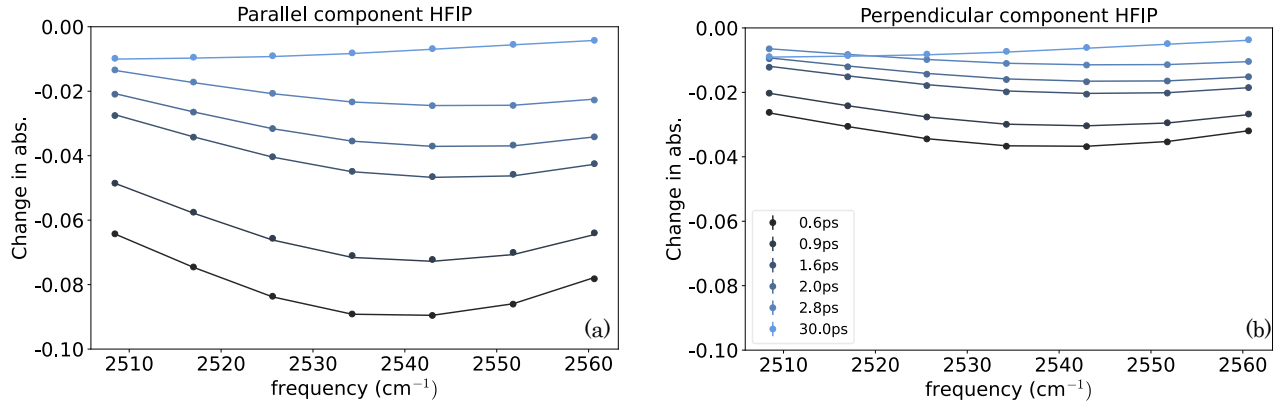 Parallel component HFIP
0.00
-0.02
-0.04
-0.06
-0.08
-0.10
Change in abs.
2510 2520 2530 2540 2550 2560
frequency (cm⁻¹)
(a)
Perpendicular component HFIP
0.00
-0.02
-0.04
-0.06
-0.08
-0.10
Change in abs.
0.6ps
0.9ps
1.6ps
2.0ps
2.8ps
30.0ps
2510 2520 2530 2540 2550 2560
frequency (cm⁻¹)
(b)